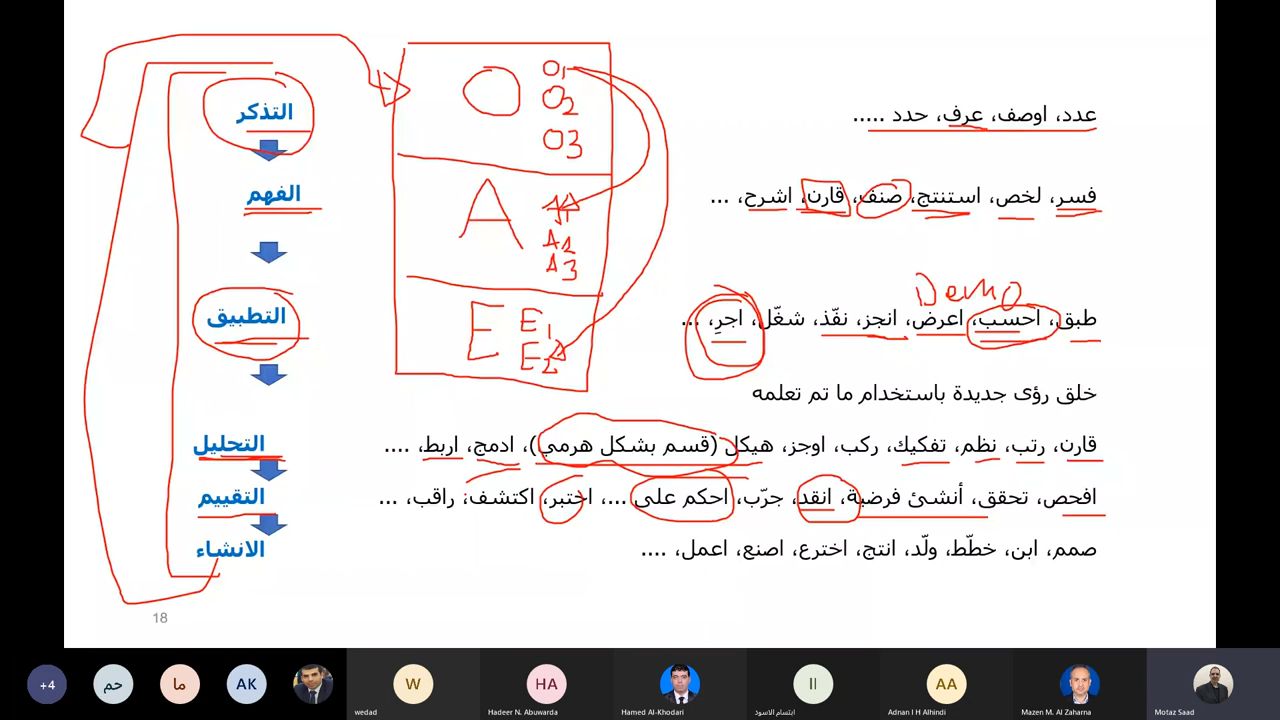 التذكر
عدد، اوصف، عرف، حدد .....
الفهم
فسر، لخص، استنتج، صنف، قارن، اشرح، ...
التطبيق
طبق، احسب، اعرض، انجز، نفّذ، شغّل، اجرِ، ...
خلق رؤى جديدة باستخدام ما تم تعلمه
التحليل
قارن، رتب، نظم، تفكيك، ركب، اوجز، هيكل (قسم بشكل هرمي)، ادمج، اربط، ....
التقييم
افحص، تحقق، أنشئ فرضية، انقد، جرّب، احكم على ...، اختبر، اكتشف، راقب، ...
الانشاء
صمم، ابن، خطّط، ولّد، انتج، اخترع، اصنع، اعمل، ....
Demo
O
O1
O2
O3
A
A1
A2
A3
E
E1
E2
18
+4
حم
ما
AK
W
wedad
HA
Hadeer N. Abuwarda
Hamed Al-Khodari
اا
ابتسام الاسود
AA
Adnan I H Alhindi
Mazen M. Al Zaharna
Motaz Saad